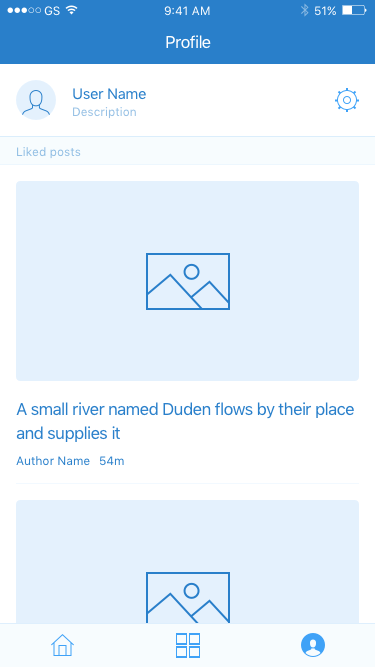 GS 9:41 AM 51%
Profile
User Name
Description
Liked posts
A small river named Duden flows by their place
and supplies it
Author Name 54m